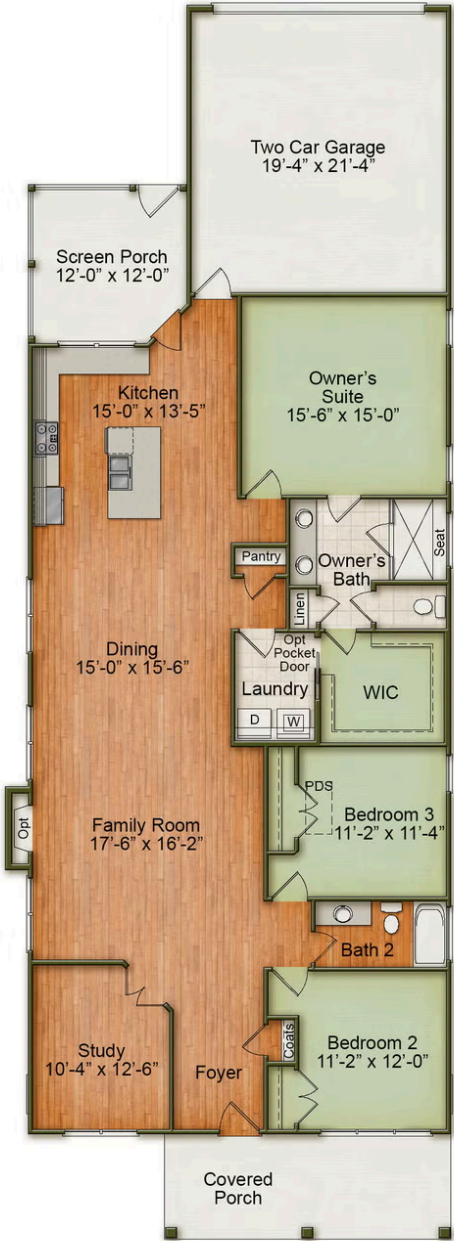 Two Car Garage
19'-4” x 21'-4”
Screen Porch
12'-0” x 12'-0”
Kitchen
15'-0” x 13'-5”
Owner's
Suite
15'-6” x 15'-0”
Pantry
Owner's
Bath
Seat
Linen
Dining
15'-0” x 15'-6”
Opt
Pocket
Door
Laundry
D
W
WIC
PDS
Bedroom 3
11'-2” x 11'-4”
Family Room
17'-6” x 16'-2”
Opt
Bath 2
Study
10'-4” x 12'-6”
Foyer
Coats
Bedroom 2
11'-2” x 12'-0”
Covered
Porch